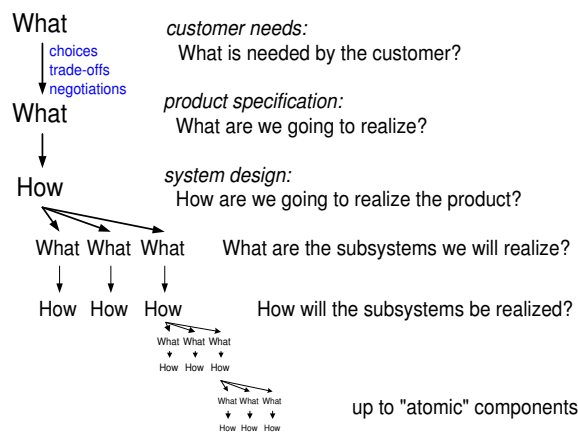 What
customer needs:
What is needed by the customer?
choices
trade-offs
negotiations
What
product specification:
What are we going to realize?
How
system design:
How are we going to realize the product?
What What What What are the subsystems we will realize?
How How How How will the subsystems be realized?
What What What
How How How
What What What
up to "atomic" components
How How How